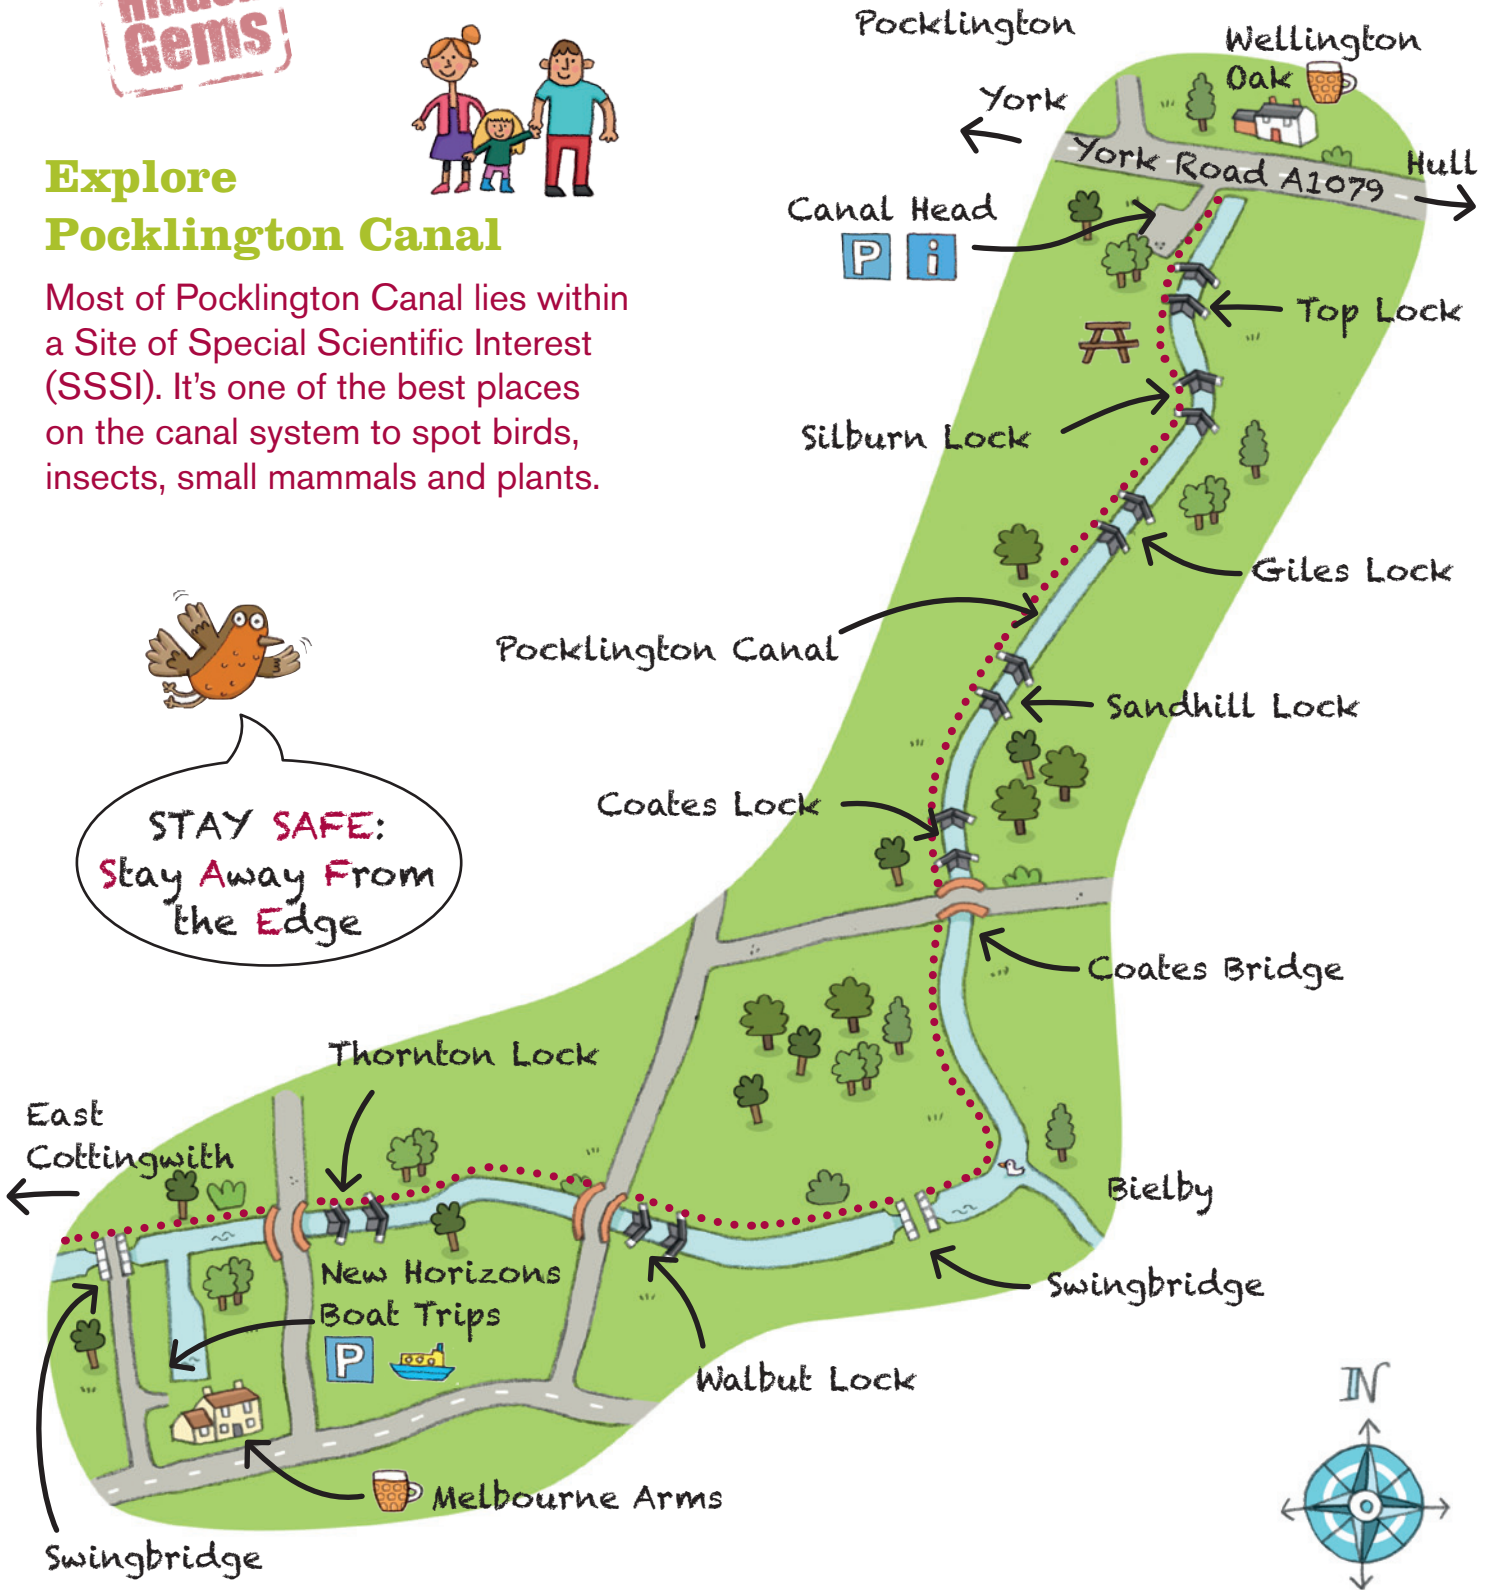 Gems
Explore
Pocklington Canal
Most of Pocklington Canal lies within
a Site of Special Scientific Interest
(SSSI). It's one of the best places
on the canal system to spot birds,
insects, small mammals and plants.
STAY SAFE:
Stay Away From
the Edge
Pocklington
Wellington
Oak
York
York Road A1079
Hull
Canal Head
P i
Top Lock
Silburn Lock
Giles Lock
Pocklington Canal
Sandhill Lock
Coates Lock
Coates Bridge
Thornton Lock
East
Cottingwith
Bielby
New Horizons
Boat Trips
P
Swingbridge
Walbut Lock
Melbourne Arms
Swingbridge
N